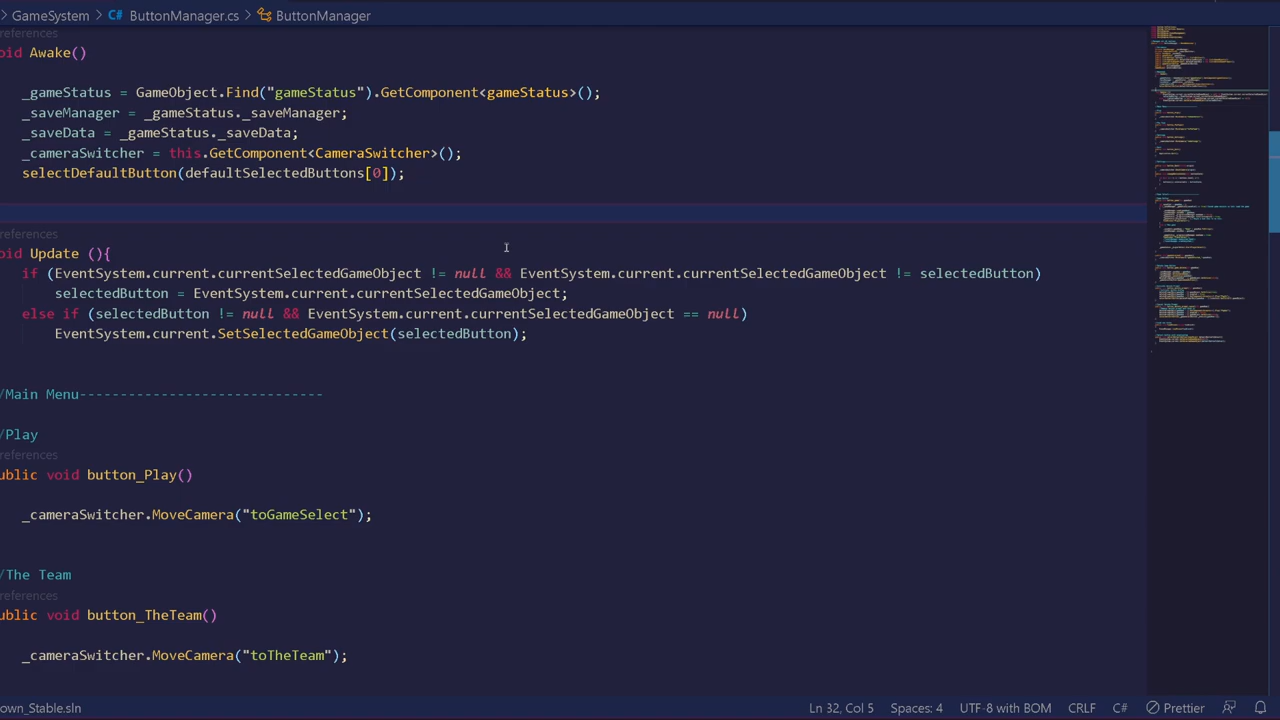 GameSystem > C# ButtonManager.cs > ButtonManager
references
oid Awake()
_gameStatus = GameObject.Find("gameStatus").GetComponent<gameStatus>();
_saveManager = _gameStatus._saveManager;
_saveData = _gameStatus._saveData;
_cameraSwitcher = this.GetComponent<CameraSwitcher>();
selectDefaultButton(defaultSelectedButtons[0]);
references
oid Update (){
if (EventSystem.current.currentSelectedGameObject != null && EventSystem.current.currentSelectedGameObject != selectedButton)
selectedButton = EventSystem.current.currentSelectedGameObject;
else if (selectedButton != null && EventSystem.current.currentSelectedGameObject == null)
EventSystem.current.SetSelectedGameObject(selectedButton);
/Main Menu------------------------------
/Play
references
ublic void button_Play()
_cameraSwitcher.MoveCamera("toGameSelect");
/The Team
references
ublic void button_TheTeam()
_cameraSwitcher.MoveCamera("toTheTeam");
own_Stable.sln Ln 32, Col 5 Spaces: 4 UTF-8 with BOM CRLF C# Prettier